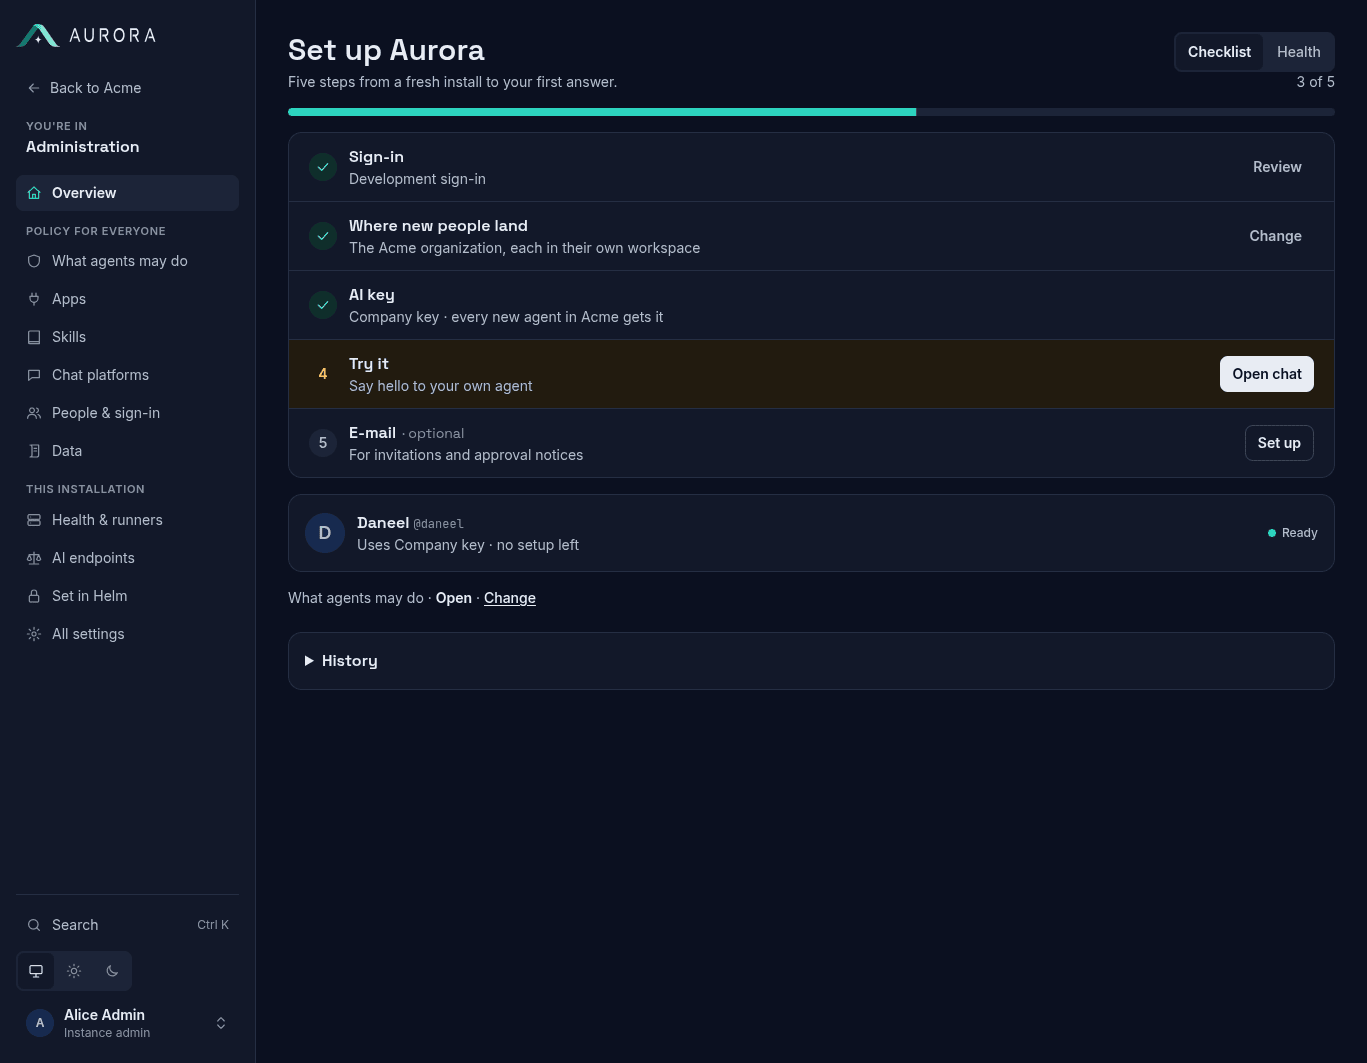 AURORA
Back to Acme
YOU'RE IN
Administration
Overview
POLICY FOR EVERYONE
What agents may do
Apps
Skills
Chat platforms
People & sign-in
Data
THIS INSTALLATION
Health & runners
AI endpoints
Set in Helm
All settings
Search Ctrl K
A
Alice Admin
Instance admin
Set up Aurora
Checklist Health
Five steps from a fresh install to your first answer.
3 of 5
Sign-in
Development sign-in
Review
Where new people land
The Acme organization, each in their own workspace
Change
AI key
Company key · every new agent in Acme gets it
4
Try it
Say hello to your own agent
Open chat
5
E-mail · optional
For invitations and approval notices
Set up
D
Daneel @daneel
Uses Company key · no setup left
Ready
What agents may do · Open · Change
History